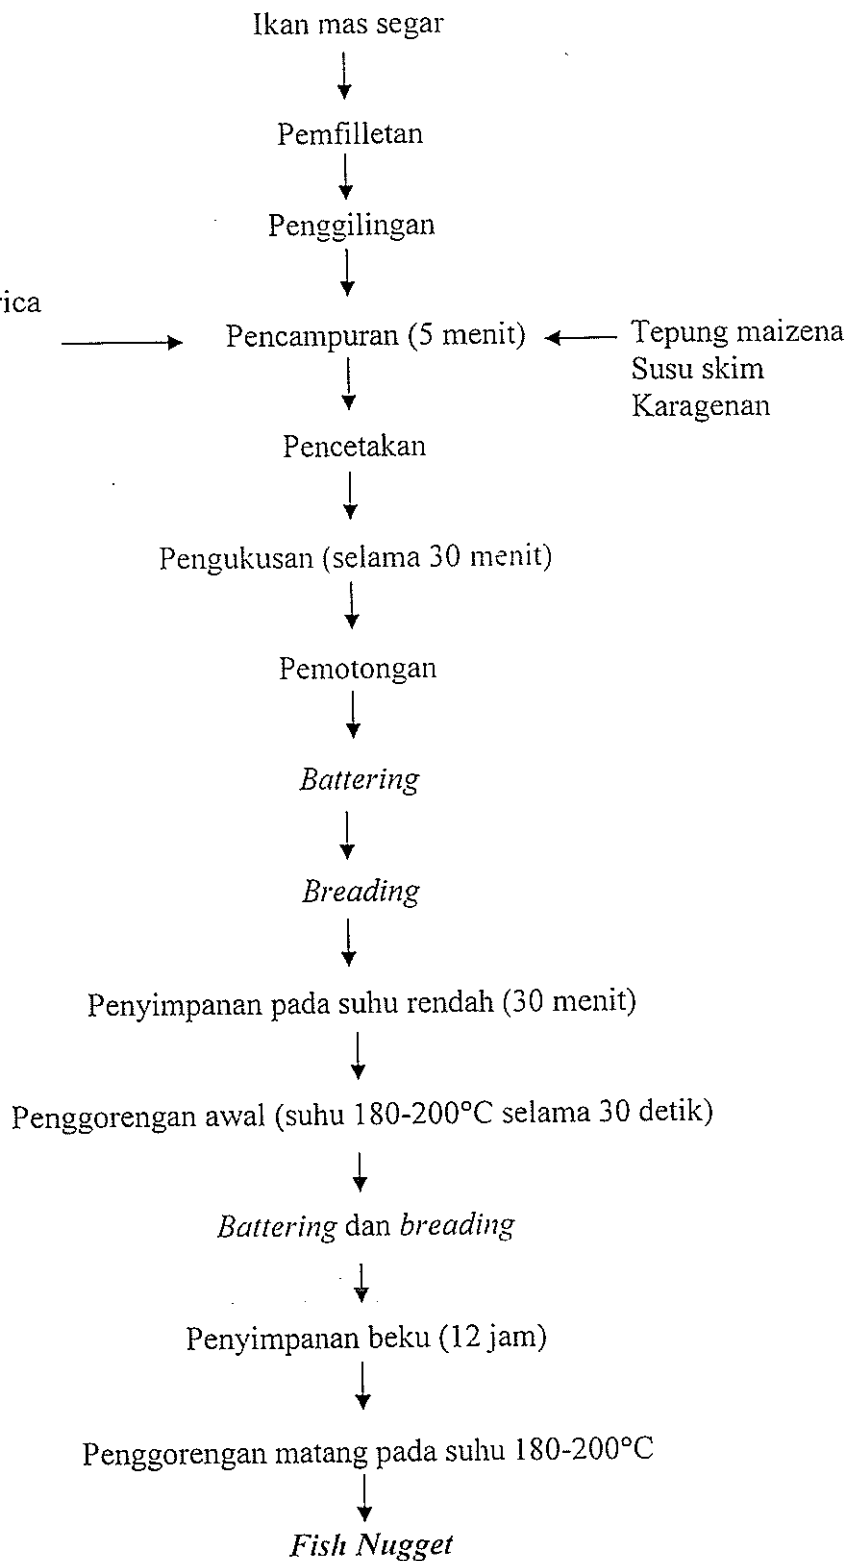 Ikan mas segar
Pemfilletan
Penggilingan
Pencampuran (5 menit)
Tepung maizena
Susu skim
Karagenan
Pencetakan
Pengukusan (selama 30 menit)
Pemotongan
Battering
Breading
Penyimpanan pada suhu rendah (30 menit)
Penggorengan awal (suhu 180-200°C selama 30 detik)
Battering dan breading
Penyimpanan beku (12 jam)
Penggorengan matang pada suhu 180-200°C
Fish Nugget